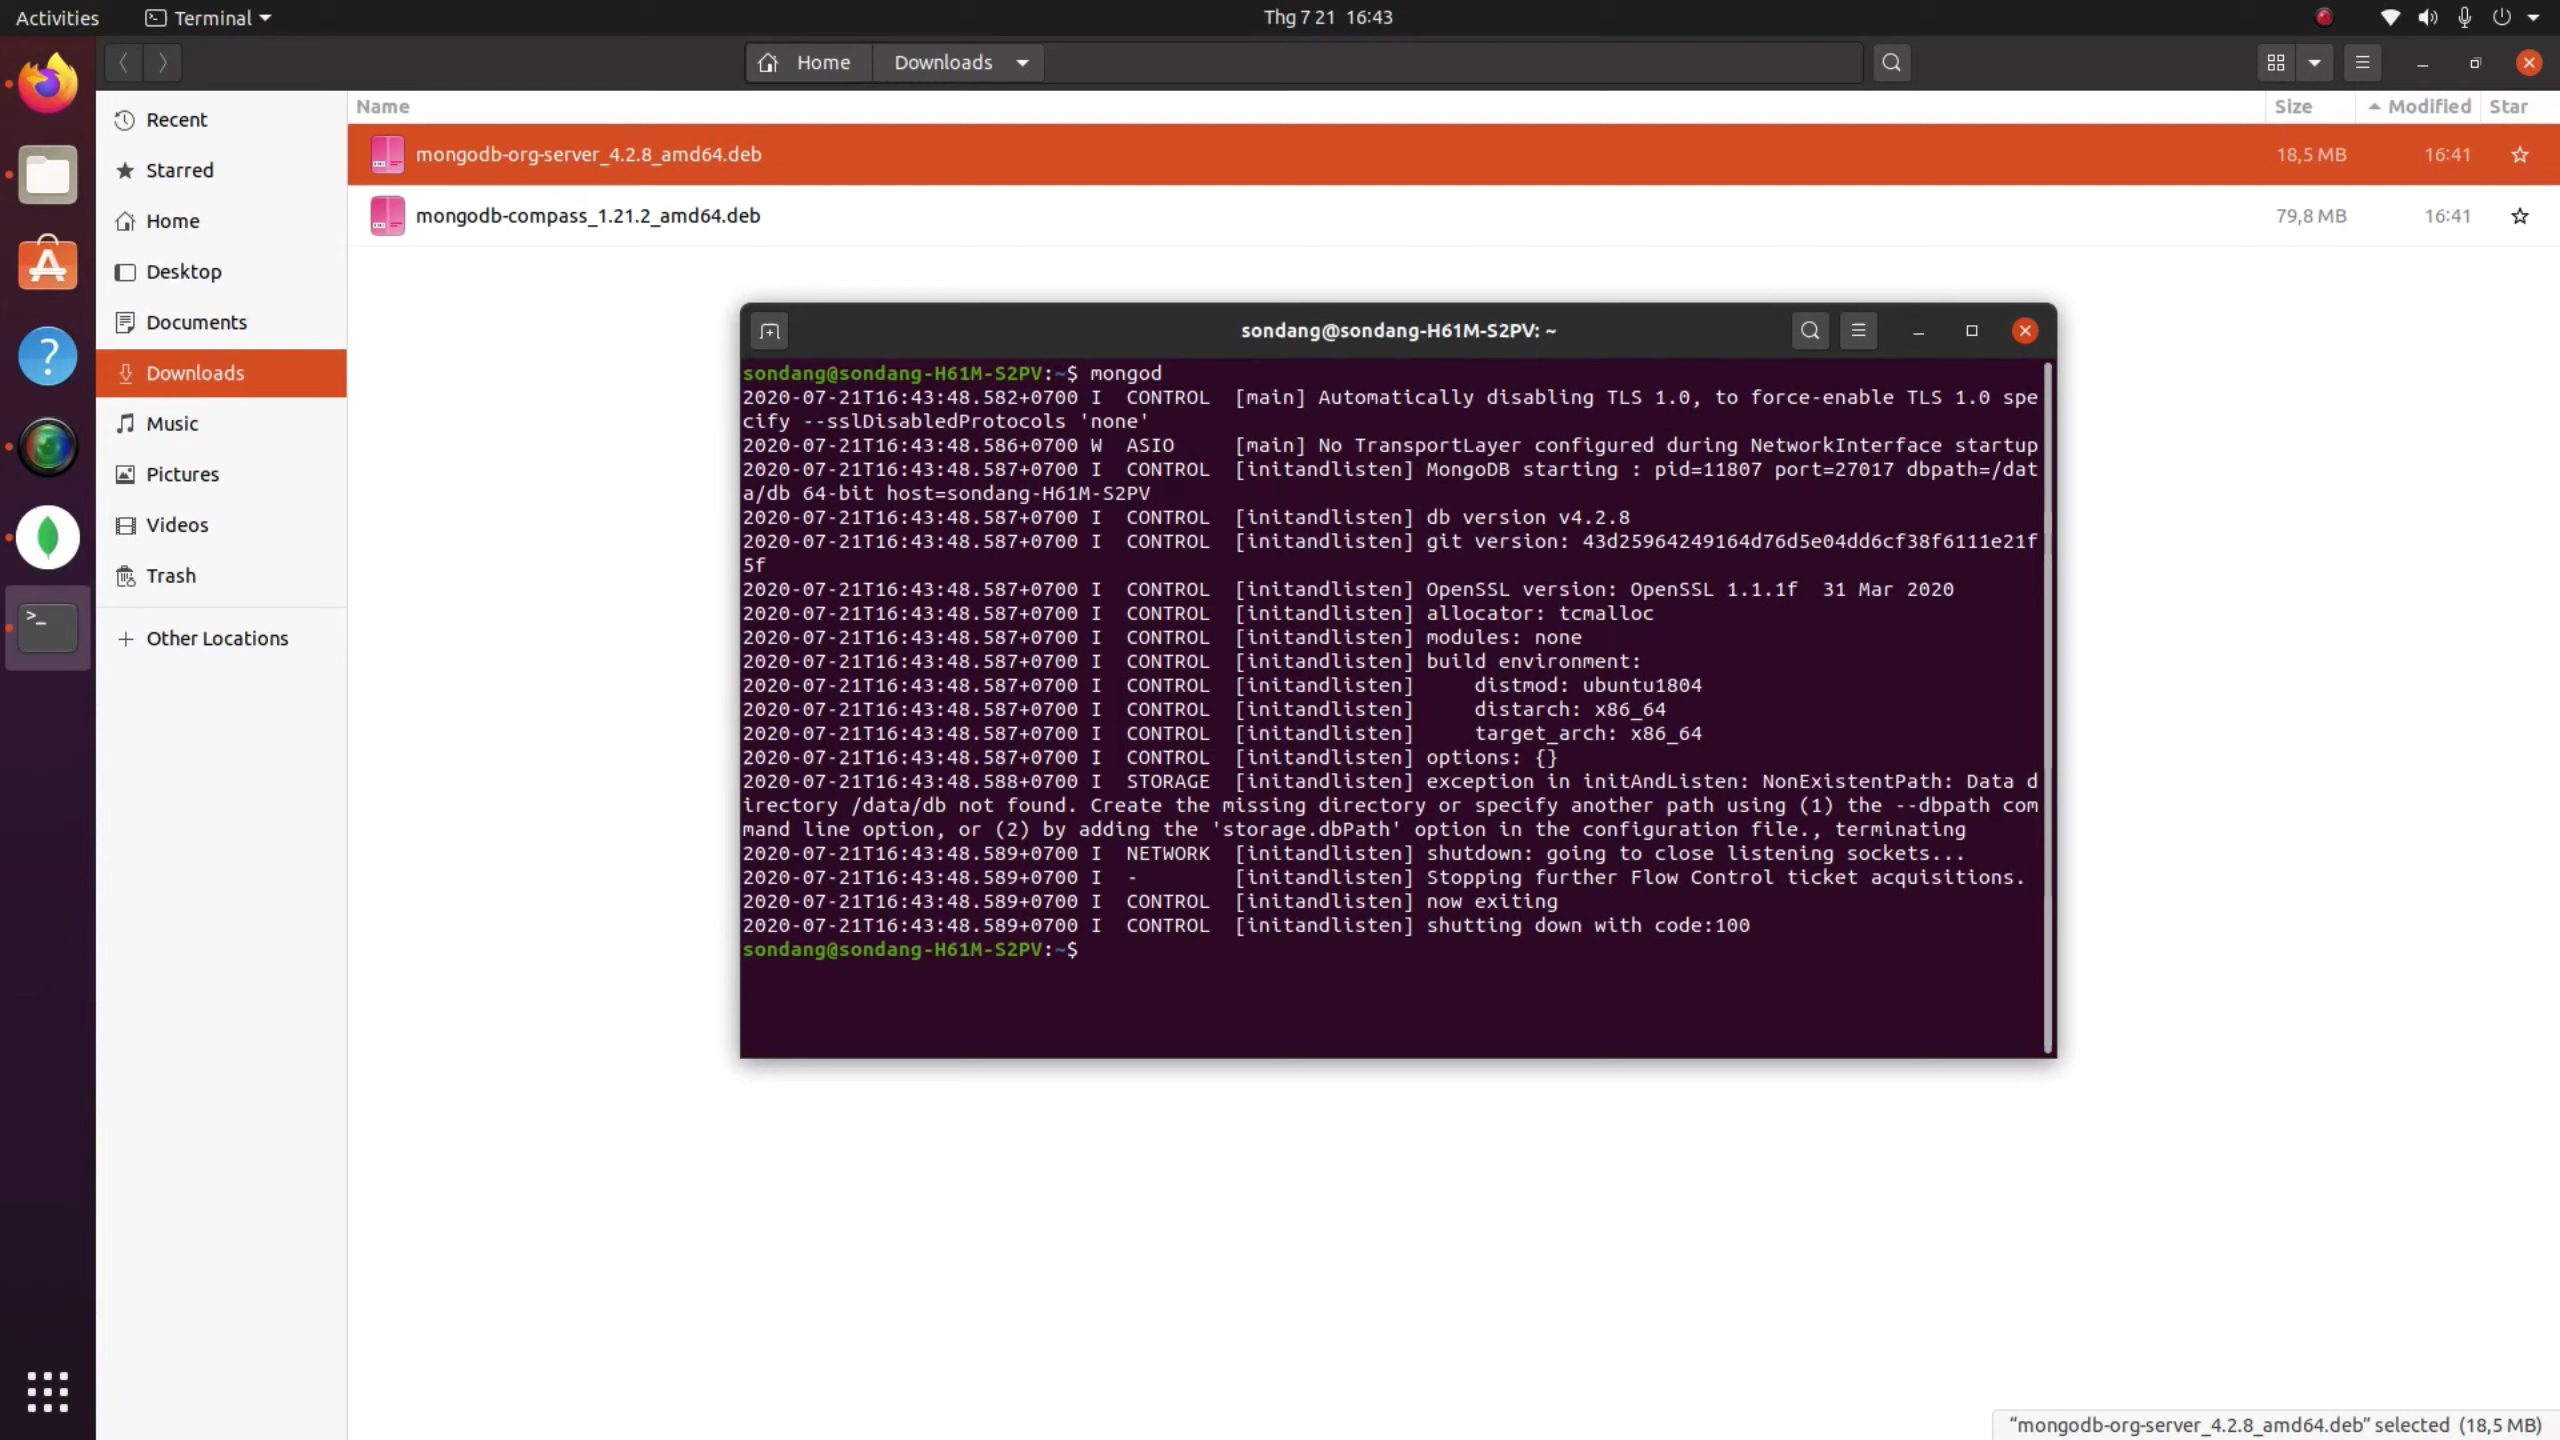 Activities Terminal Thg 7 21 16:43
Home Downloads
Name Size Modified Star
Recent
Starred
Home
Desktop
Documents
Downloads
Music
Pictures
Videos
Trash
Other Locations
mongodb-org-server_4.2.8_amd64.deb 18,5 MB 16:41
mongodb-compass_1.21.2_amd64.deb 79,8 MB 16:41
sondang@sondang-H61M-S2PV: ~
sondang@sondang-H61M-S2PV:~$ mongod
2020-07-21T16:43:48.582+0700 I  CONTROL  [main] Automatically disabling TLS 1.0, to force-enable TLS 1.0 spe
cify --sslDisabledProtocols 'none'
2020-07-21T16:43:48.586+0700 W  ASIO     [main] No TransportLayer configured during NetworkInterface startup
2020-07-21T16:43:48.587+0700 I  CONTROL  [initandlisten] MongoDB starting : pid=11807 port=27017 dbpath=/dat
a/db 64-bit host=sondang-H61M-S2PV
2020-07-21T16:43:48.587+0700 I  CONTROL  [initandlisten] db version v4.2.8
2020-07-21T16:43:48.587+0700 I  CONTROL  [initandlisten] git version: 43d25964249164d76d5e04dd6cf38f6111e21f
5f
2020-07-21T16:43:48.587+0700 I  CONTROL  [initandlisten] OpenSSL version: OpenSSL 1.1.1f  31 Mar 2020
2020-07-21T16:43:48.587+0700 I  CONTROL  [initandlisten] allocator: tcmalloc
2020-07-21T16:43:48.587+0700 I  CONTROL  [initandlisten] modules: none
2020-07-21T16:43:48.587+0700 I  CONTROL  [initandlisten] build environment:
2020-07-21T16:43:48.587+0700 I  CONTROL  [initandlisten]     distmod: ubuntu1804
2020-07-21T16:43:48.587+0700 I  CONTROL  [initandlisten]     distarch: x86_64
2020-07-21T16:43:48.587+0700 I  CONTROL  [initandlisten]     target_arch: x86_64
2020-07-21T16:43:48.587+0700 I  CONTROL  [initandlisten] options: {}
2020-07-21T16:43:48.588+0700 I  STORAGE  [initandlisten] exception in initAndListen: NonExistentPath: Data d
irectory /data/db not found. Create the missing directory or specify another path using (1) the --dbpath com
mand line option, or (2) by adding the 'storage.dbPath' option in the configuration file., terminating
2020-07-21T16:43:48.589+0700 I  NETWORK  [initandlisten] shutdown: going to close listening sockets...
2020-07-21T16:43:48.589+0700 I  -        [initandlisten] Stopping further Flow Control ticket acquisitions.
2020-07-21T16:43:48.589+0700 I  CONTROL  [initandlisten] now exiting
2020-07-21T16:43:48.589+0700 I  CONTROL  [initandlisten] shutting down with code:100
sondang@sondang-H61M-S2PV:~$
“mongodb-org-server_4.2.8_amd64.deb” selected (18,5 MB)